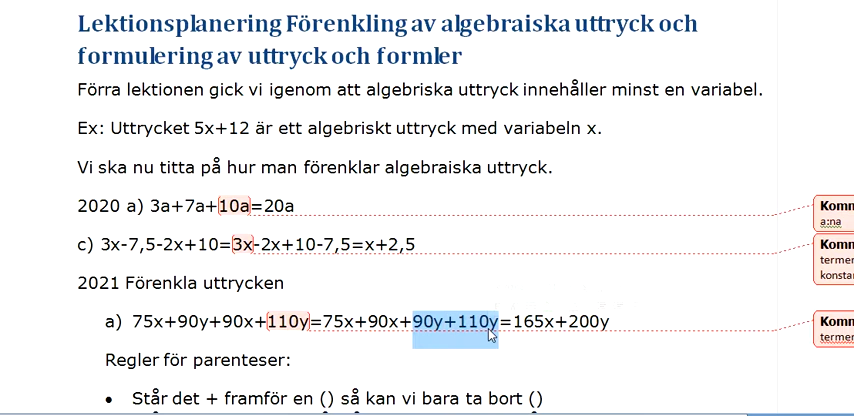 Lektionsplanering Förenkling av algebraiska uttryck och
formulering av uttryck och formler
Förra lektionen gick vi igenom att algebriska uttryck innehåller minst en variabel.
Ex: Uttrycket 5x+12 är ett algebriskt uttryck med variabeln x.
Vi ska nu titta på hur man förenklar algebraiska uttryck.
2020 a) 3a+7a+10a=20a
Komm
a:na
c) 3x-7,5-2x+10=3x-2x+10-7,5=x+2,5
Komm
termer
konsta
2021 Förenkla uttrycken
a) 75x+90y+90x+110y=75x+90x+90y+110y=165x+200y
Komm
termer
Regler för parenteser:
• Står det + framför en () så kan vi bara ta bort ()